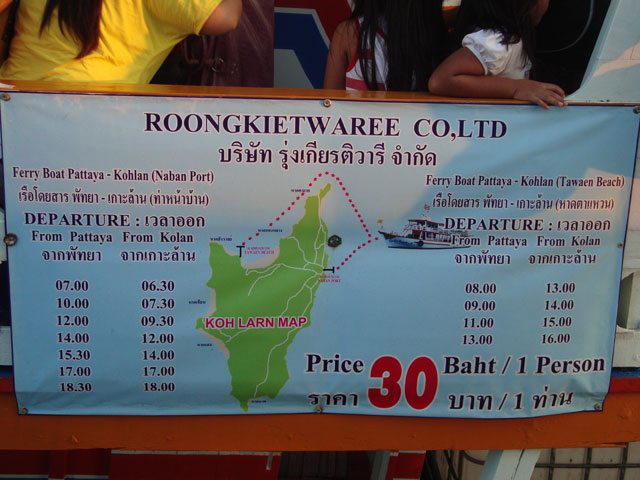 ROONGKIETWAREE CO,LTD
บริษัท รุ่งเกียรติวารี จำกัด
Ferry Boat Pattaya - Kohlan (Naban Port)
เรือโดยสาร พัทยา - เกาะล้าน (ท่าหน้าบ้าน)
DEPARTURE : เวลาออก
From Pattaya From Kolan
จากพัทยา จากเกาะล้าน
07.00 06.30
10.00 07.30
12.00 09.30
14.00 12.00
15.30 14.00
17.00 17.00
18.30 18.00
KOH LARN MAP
Ferry Boat Pattaya - Kohlan (Tawaen Beach)
เรือโดยสาร พัทยา - เกาะล้าน (หาดตาแหวน)
DEPARTURE : เวลาออก
From Pattaya From Kolan
จากพัทยา จากเกาะล้าน
08.00 13.00
09.00 14.00
11.00 15.00
13.00 16.00
Price 30 Baht / 1 Person
ราคา บาท / 1 ท่าน